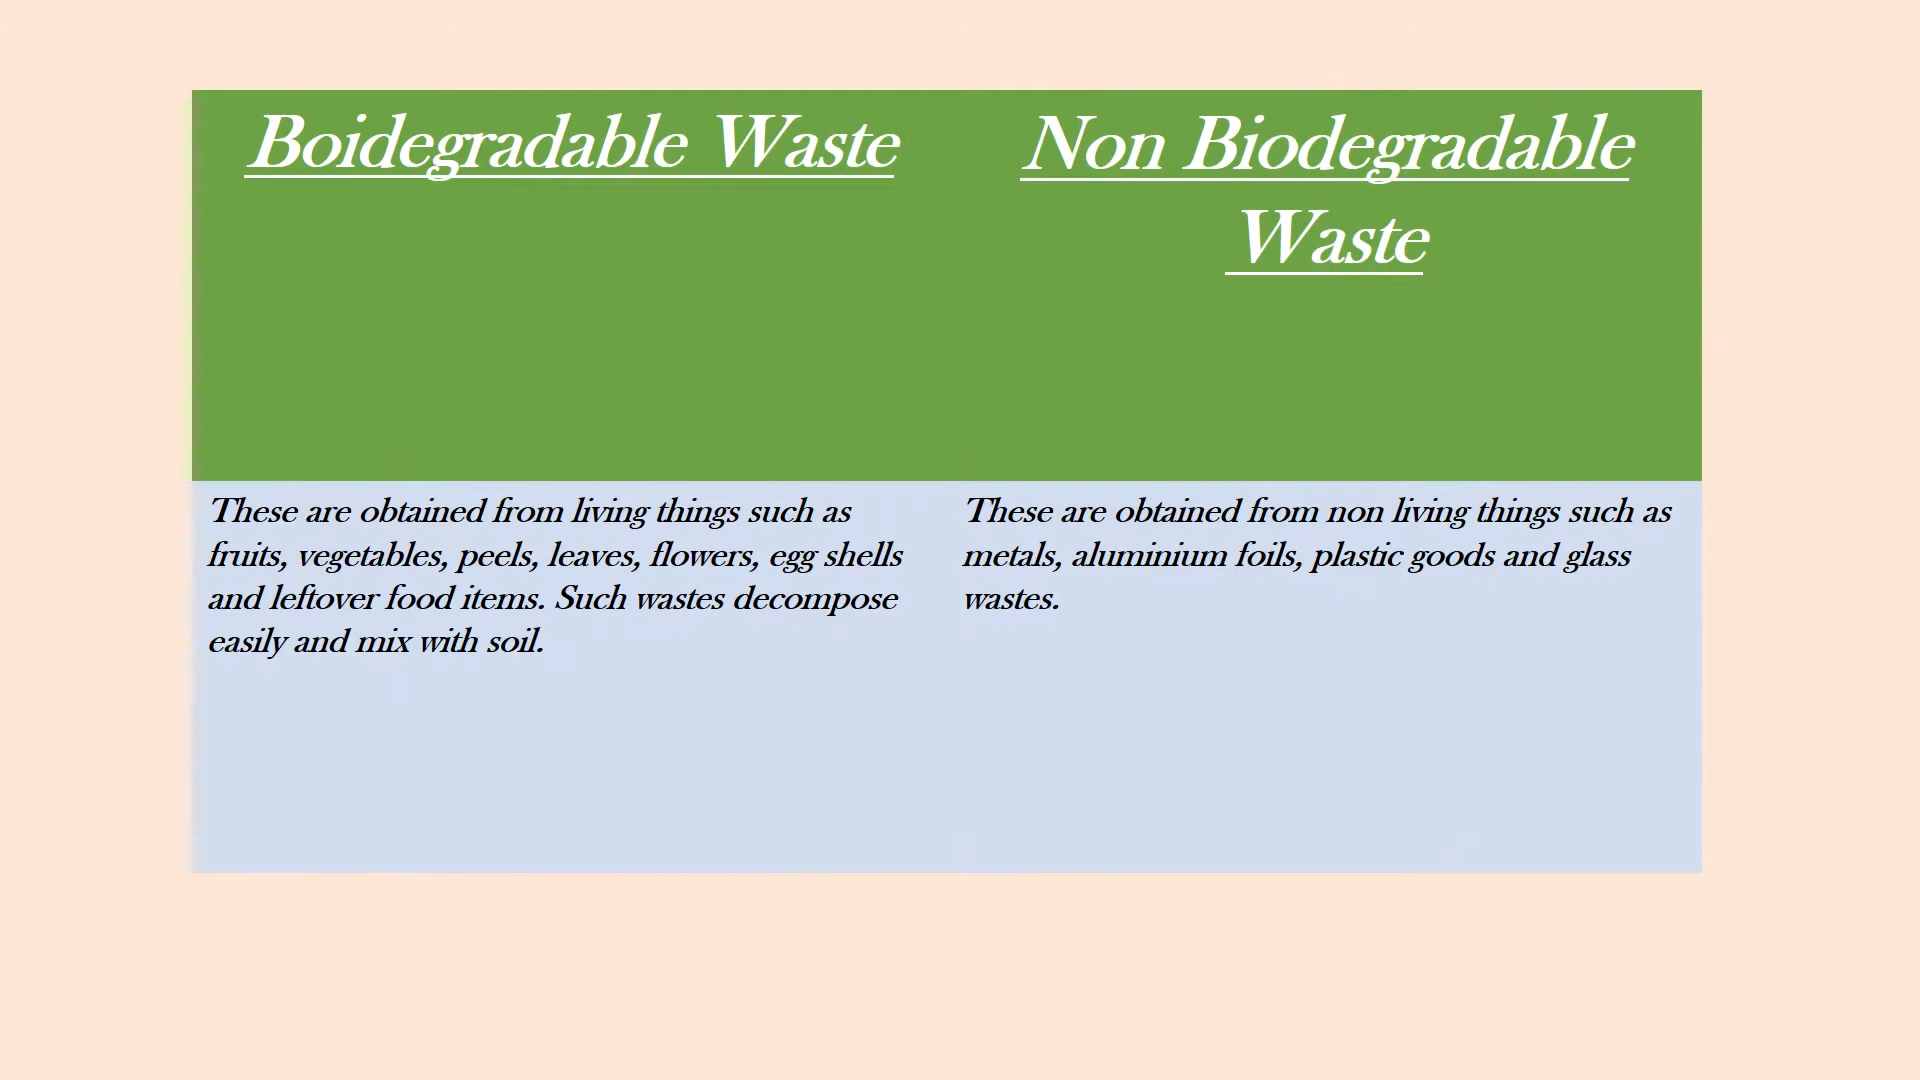 Boidegradable Waste
Non Biodegradable
Waste
These are obtained from living things such as
fruits, vegetables, peels, leaves, flowers, egg shells
and leftover food items. Such wastes decompose
easily and mix with soil.
These are obtained from non living things such as
metals, aluminium foils, plastic goods and glass
wastes.